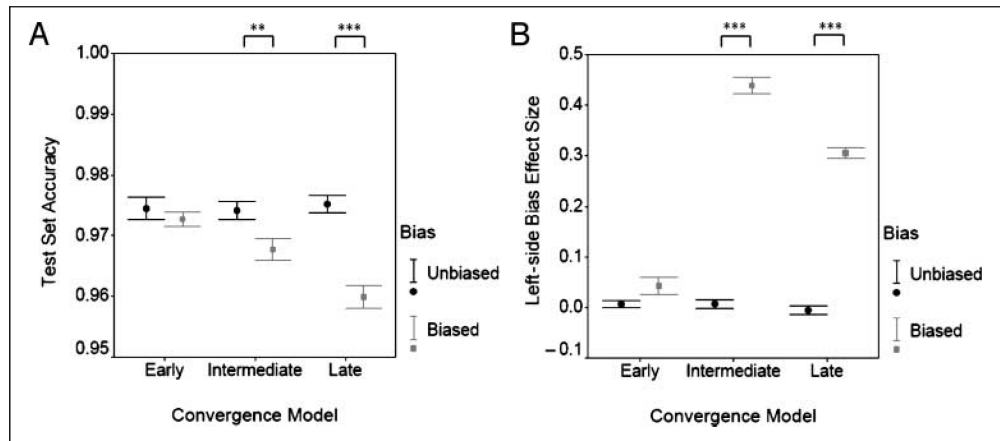 A
** ***
1.00
0.99
0.98
0.97
0.96
0.95
Test Set Accuracy
Early Intermediate Late
Convergence Model
Bias
Unbiased
Biased
B
*** ***
0.5
0.4
0.3
0.2
0.1
0.0
–0.1
Left-side Bias Effect Size
Early Intermediate Late
Convergence Model
Bias
Unbiased
Biased